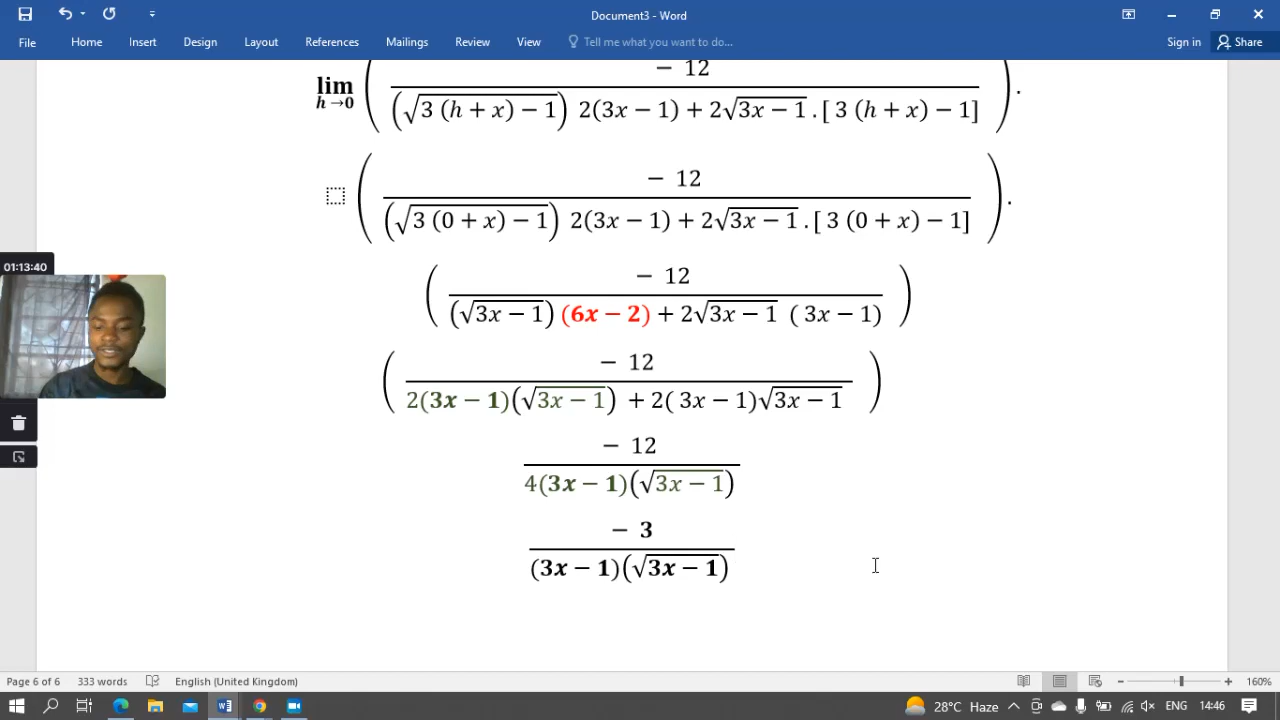 Document3 - Word
File Home Insert Design Layout References Mailings Review View Tell me what you want to do... Sign in Share
lim h→0 ( − 12 / (√3 (h + x) − 1) 2(3x − 1) + 2√3x − 1 . [ 3 (h + x) − 1] ) .
( − 12 / (√3 (0 + x) − 1) 2(3x − 1) + 2√3x − 1 . [ 3 (0 + x) − 1] ) .
01:13:40
( − 12 / (√3x − 1) (6x − 2) + 2√3x − 1 ( 3x − 1) )
( − 12 / 2(3x − 1)(√3x − 1) + 2( 3x − 1)√3x − 1 )
− 12 / 4(3x − 1)(√3x − 1)
− 3 / (3x − 1)(√3x − 1)
Page 6 of 6 333 words English (United Kingdom) 160%
28°C Haze ENG 14:46